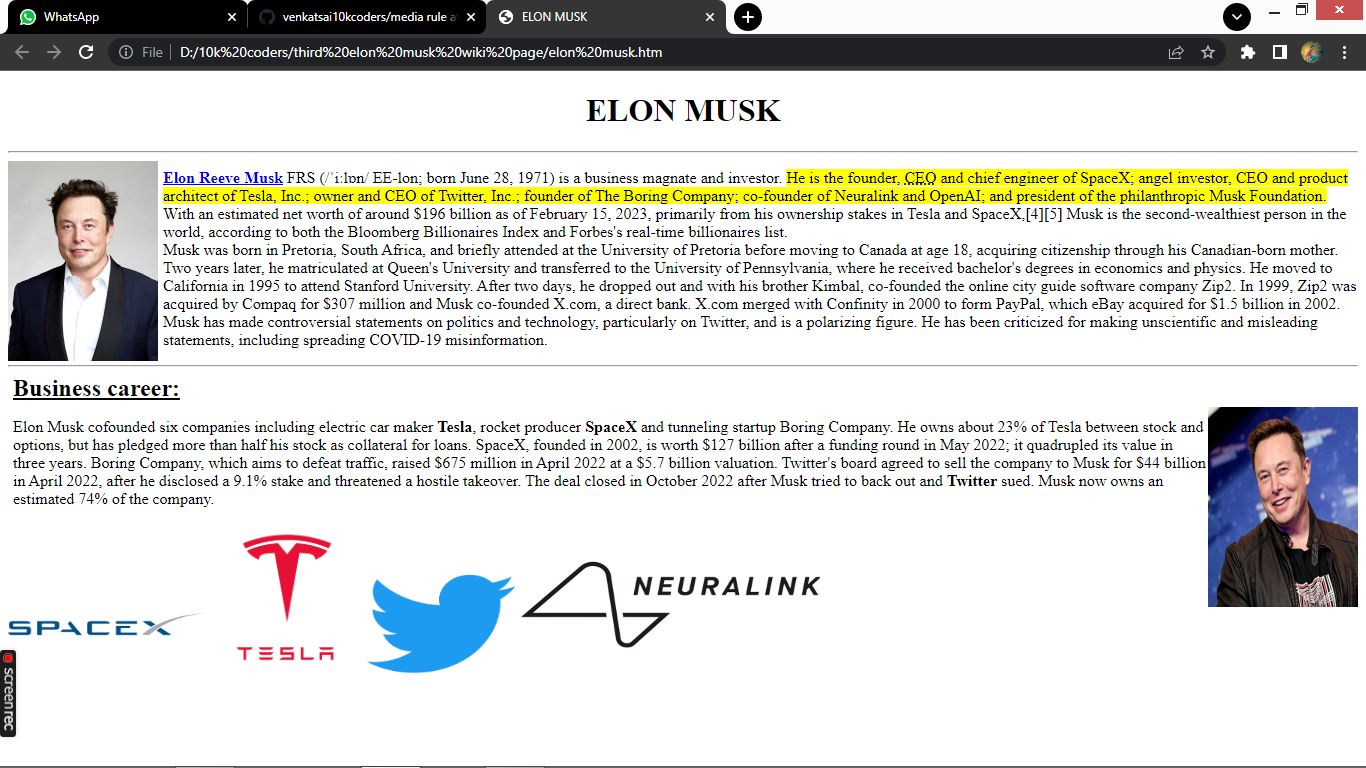 WhatsApp
venkatsai10kcoders/media rule a
ELON MUSK
File
D:/10k%20coders/third%20elon%20musk%20wiki%20page/elon%20musk.htm
ELON MUSK
Elon Reeve Musk FRS (/ˈiːlɒn/ EE-lon; born June 28, 1971) is a business magnate and investor. He is the founder, CEO and chief engineer of SpaceX; angel investor, CEO and product
architect of Tesla, Inc.; owner and CEO of Twitter, Inc.; founder of The Boring Company; co-founder of Neuralink and OpenAI; and president of the philanthropic Musk Foundation.
With an estimated net worth of around $196 billion as of February 15, 2023, primarily from his ownership stakes in Tesla and SpaceX,[4][5] Musk is the second-wealthiest person in the
world, according to both the Bloomberg Billionaires Index and Forbes's real-time billionaires list.
Musk was born in Pretoria, South Africa, and briefly attended at the University of Pretoria before moving to Canada at age 18, acquiring citizenship through his Canadian-born mother.
Two years later, he matriculated at Queen's University and transferred to the University of Pennsylvania, where he received bachelor's degrees in economics and physics. He moved to
California in 1995 to attend Stanford University. After two days, he dropped out and with his brother Kimbal, co-founded the online city guide software company Zip2. In 1999, Zip2 was
acquired by Compaq for $307 million and Musk co-founded X.com, a direct bank. X.com merged with Confinity in 2000 to form PayPal, which eBay acquired for $1.5 billion in 2002.
Musk has made controversial statements on politics and technology, particularly on Twitter, and is a polarizing figure. He has been criticized for making unscientific and misleading
statements, including spreading COVID-19 misinformation.
Business career:
Elon Musk cofounded six companies including electric car maker Tesla, rocket producer SpaceX and tunneling startup Boring Company. He owns about 23% of Tesla between stock and
options, but has pledged more than half his stock as collateral for loans. SpaceX, founded in 2002, is worth $127 billion after a funding round in May 2022; it quadrupled its value in
three years. Boring Company, which aims to defeat traffic, raised $675 million in April 2022 at a $5.7 billion valuation. Twitter's board agreed to sell the company to Musk for $44 billion
in April 2022, after he disclosed a 9.1% stake and threatened a hostile takeover. The deal closed in October 2022 after Musk tried to back out and Twitter sued. Musk now owns an
estimated 74% of the company.
SPACEX
TESLA
NEURALINK
screenrec